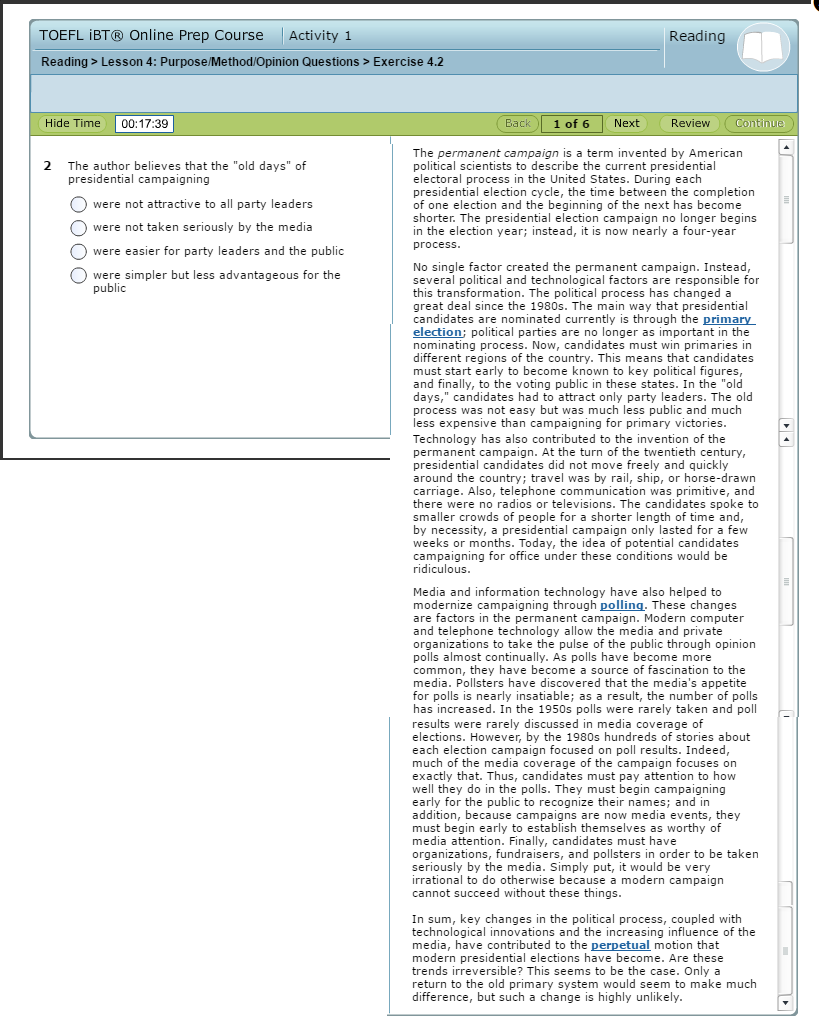 TOEFL iBT® Online Prep Course
Activity 1
Reading
Reading > Lesson 4: Purpose/Method/Opinion Questions > Exercise 4.2
Hide Time
00:17:39
Back
1 of 6
Next
Review
Continue
2 The author believes that the "old days" of
presidential campaigning
were not attractive to all party leaders
were not taken seriously by the media
were easier for party leaders and the public
were simpler but less advantageous for the
public
The permanent campaign is a term invented by American
political scientists to describe the current presidential
electoral process in the United States. During each
presidential election cycle, the time between the completion
of one election and the beginning of the next has become
shorter. The presidential election campaign no longer begins
in the election year; instead, it is now nearly a four-year
process.
No single factor created the permanent campaign. Instead,
several political and technological factors are responsible for
this transformation. The political process has changed a
great deal since the 1980s. The main way that presidential
candidates are nominated currently is through the primary
election; political parties are no longer as important in the
nominating process. Now, candidates must win primaries in
different regions of the country. This means that candidates
must start early to become known to key political figures,
and finally, to the voting public in these states. In the "old
days," candidates had to attract only party leaders. The old
process was not easy but was much less public and much
less expensive than campaigning for primary victories.
Technology has also contributed to the invention of the
permanent campaign. At the turn of the twentieth century,
presidential candidates did not move freely and quickly
around the country; travel was by rail, ship, or horse-drawn
carriage. Also, telephone communication was primitive, and
there were no radios or televisions. The candidates spoke to
smaller crowds of people for a shorter length of time and,
by necessity, a presidential campaign only lasted for a few
weeks or months. Today, the idea of potential candidates
campaigning for office under these conditions would be
ridiculous.
Media and information technology have also helped to
modernize campaigning through polling. These changes
are factors in the permanent campaign. Modern computer
and telephone technology allow the media and private
organizations to take the pulse of the public through opinion
polls almost continually. As polls have become more
common, they have become a source of fascination to the
media. Pollsters have discovered that the media's appetite
for polls is nearly insatiable; as a result, the number of polls
has increased. In the 1950s polls were rarely taken and poll
results were rarely discussed in media coverage of
elections. However, by the 1980s hundreds of stories about
each election campaign focused on poll results. Indeed,
much of the media coverage of the campaign focuses on
exactly that. Thus, candidates must pay attention to how
well they do in the polls. They must begin campaigning
early for the public to recognize their names; and in
addition, because campaigns are now media events, they
must begin early to establish themselves as worthy of
media attention. Finally, candidates must have
organizations, fundraisers, and pollsters in order to be taken
seriously by the media. Simply put, it would be very
irrational to do otherwise because a modern campaign
cannot succeed without these things.
In sum, key changes in the political process, coupled with
technological innovations and the increasing influence of the
media, have contributed to the perpetual motion that
modern presidential elections have become. Are these
trends irreversible? This seems to be the case. Only a
return to the old primary system would seem to make much
difference, but such a change is highly unlikely.